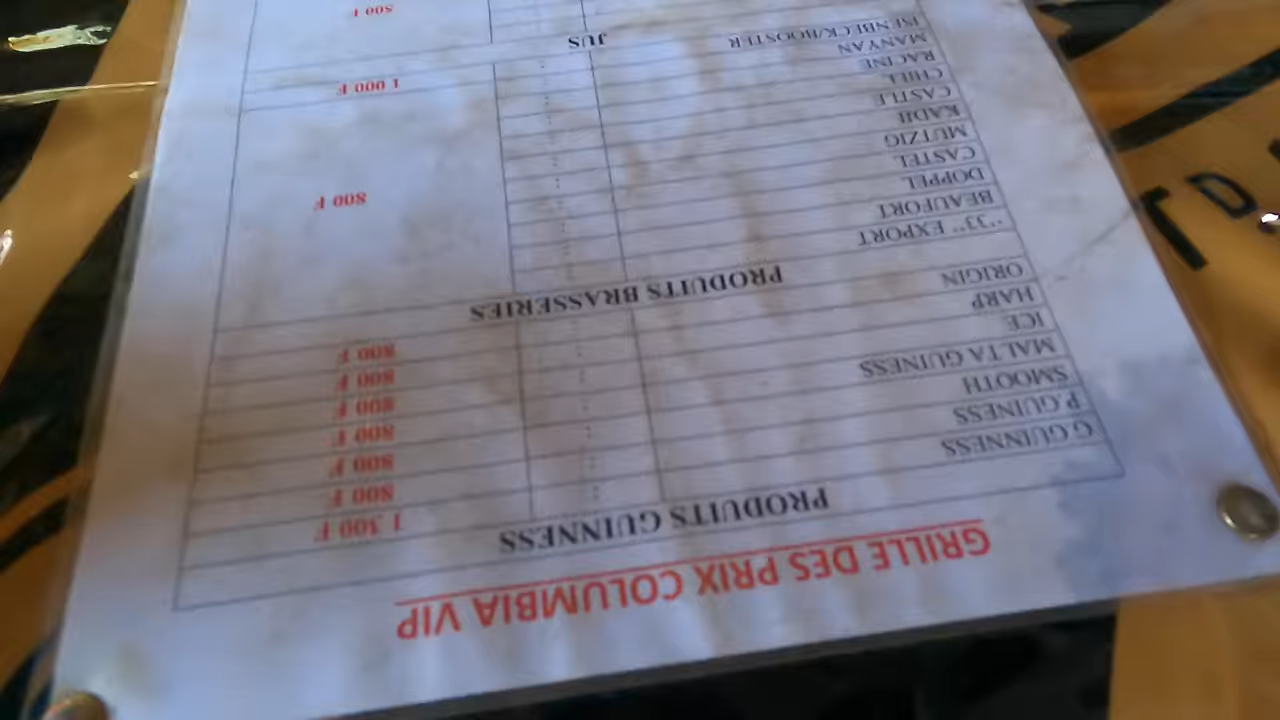 GRILLE DES PRIX COLUMBIA VIP
PRODUITS GUINNESS
G GUINNESS 1 300 F
P.GUINESS 800 F
SMOOTH 800 F
MALTA GUINESS 800 F
ICE 800 F
HARP 800 F
ORIGIN 800 F
PRODUITS BRASSERIES
"33" EXPORT
BEAUFORT
DOPPEL
CASTEL
MUTZIG 800 F
KADJI
CASTLE
CHILL
RACINE
MANYAN
ISENBECK/BOOSTER 1 000 F
JUS
800 F